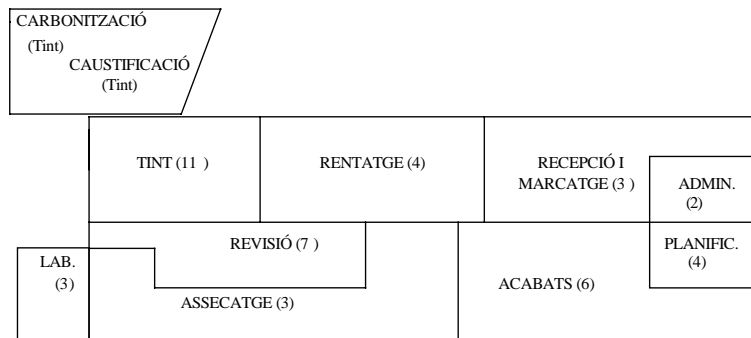 CARBONITZACIÓ
(Tint)
CAUSTIFICACIÓ
(Tint)
TINT (11 )
RENTATGE (4)
RECEPCIÓ I
MARCATGE (3 )
ADMIN.
(2)
REVISIÓ (7 )
PLANIFIC.
(4)
LAB.
(3)
ASSECATGE (3)
ACABATS (6)